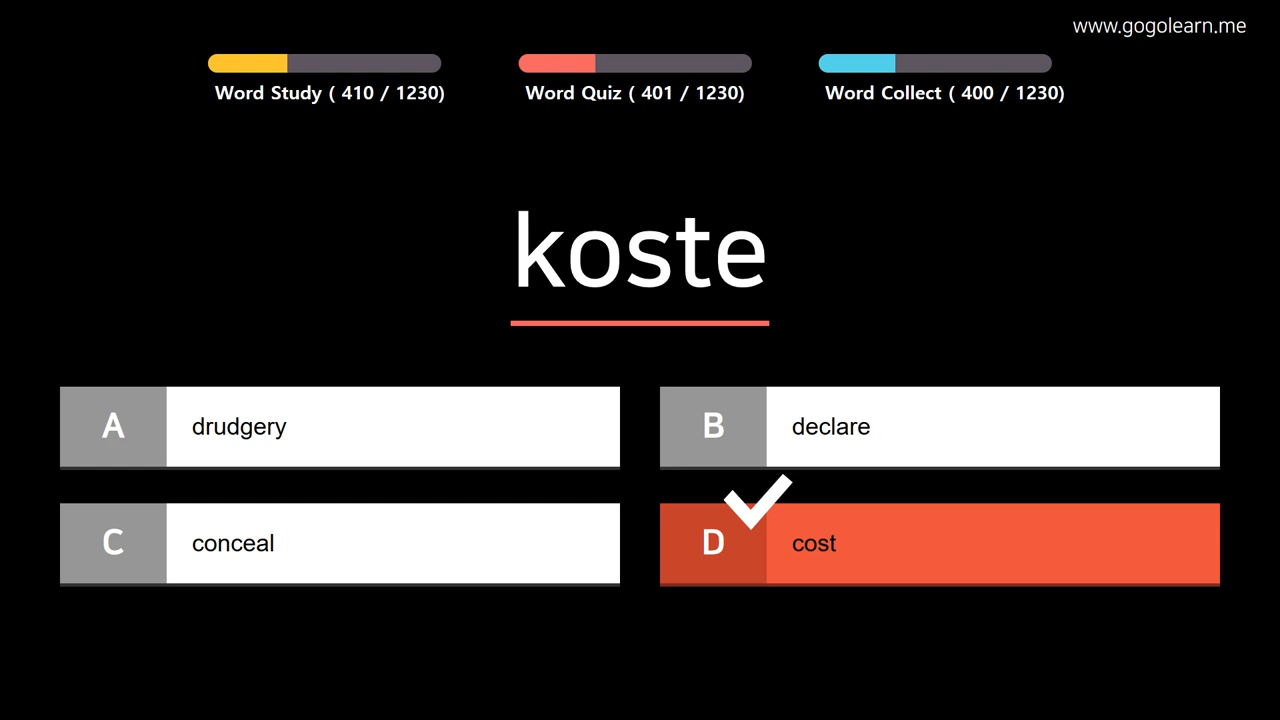 www.gogolearn.me
Word Study ( 410 / 1230)
Word Quiz ( 401 / 1230)
Word Collect ( 400 / 1230)
koste
A drudgery
B declare
C conceal
D cost